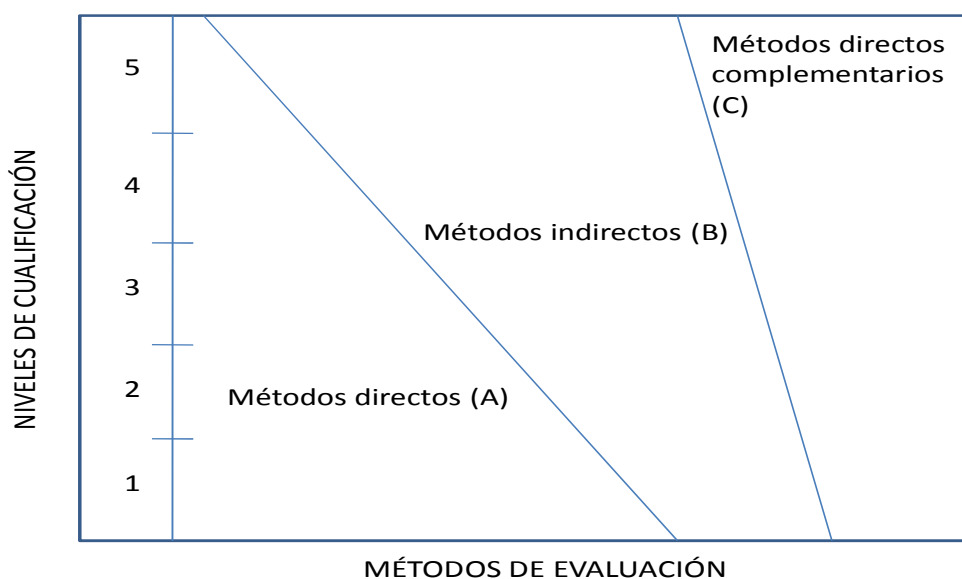 NIVELES DE CUALIFICACIÓN
5
4
3
2
1
Métodos directos
complementarios
(C)
Métodos indirectos (B)
Métodos directos (A)
MÉTODOS DE EVALUACIÓN